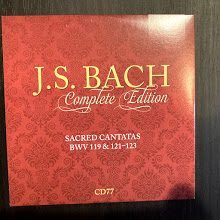 J.S. BACH
Complete Edition
SACRED CANTATAS
BWV 119 & 121–123
CD77